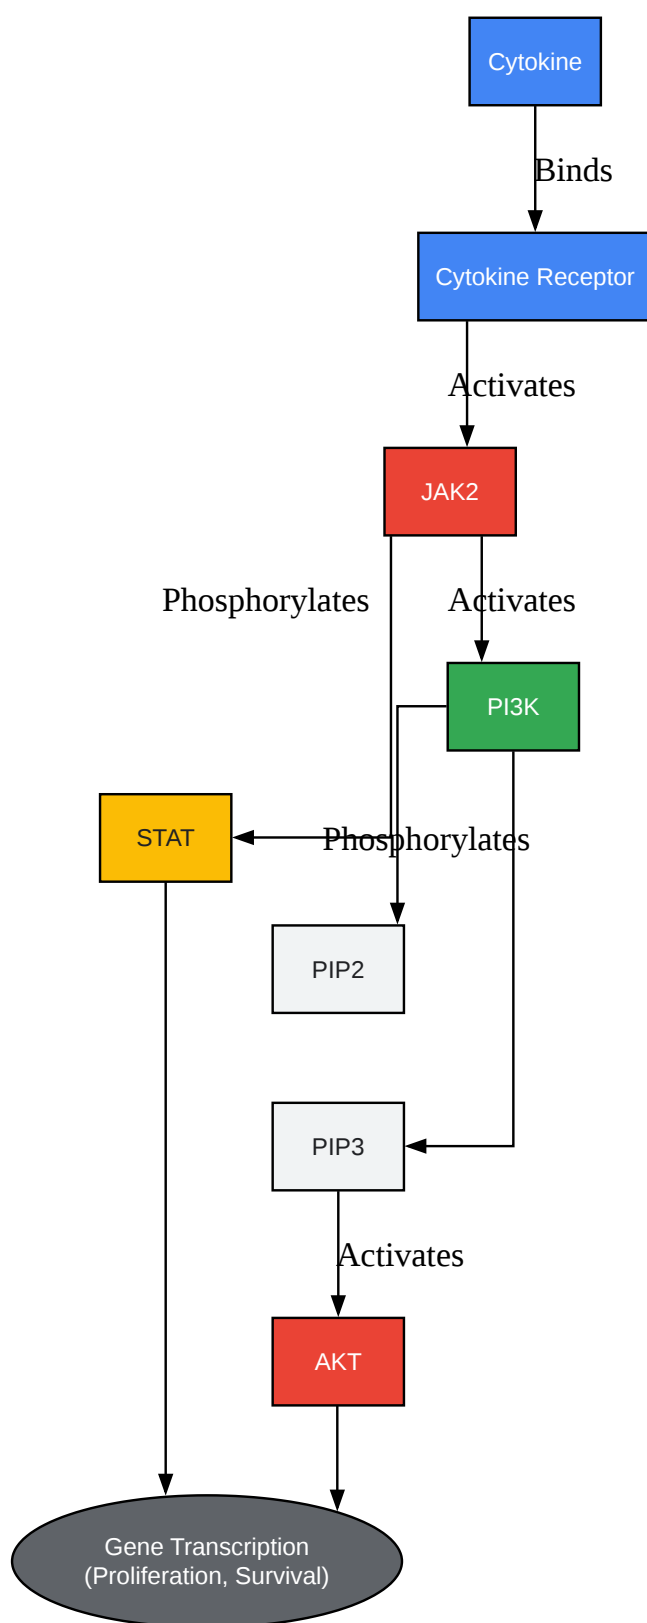 Cytokine
Binds
Cytokine Receptor
Activates
JAK2
Phosphorylates
Activates
PI3K
STAT
Phosphorylates
PIP2
PIP3
Activates
AKT
Gene Transcription
(Proliferation, Survival)